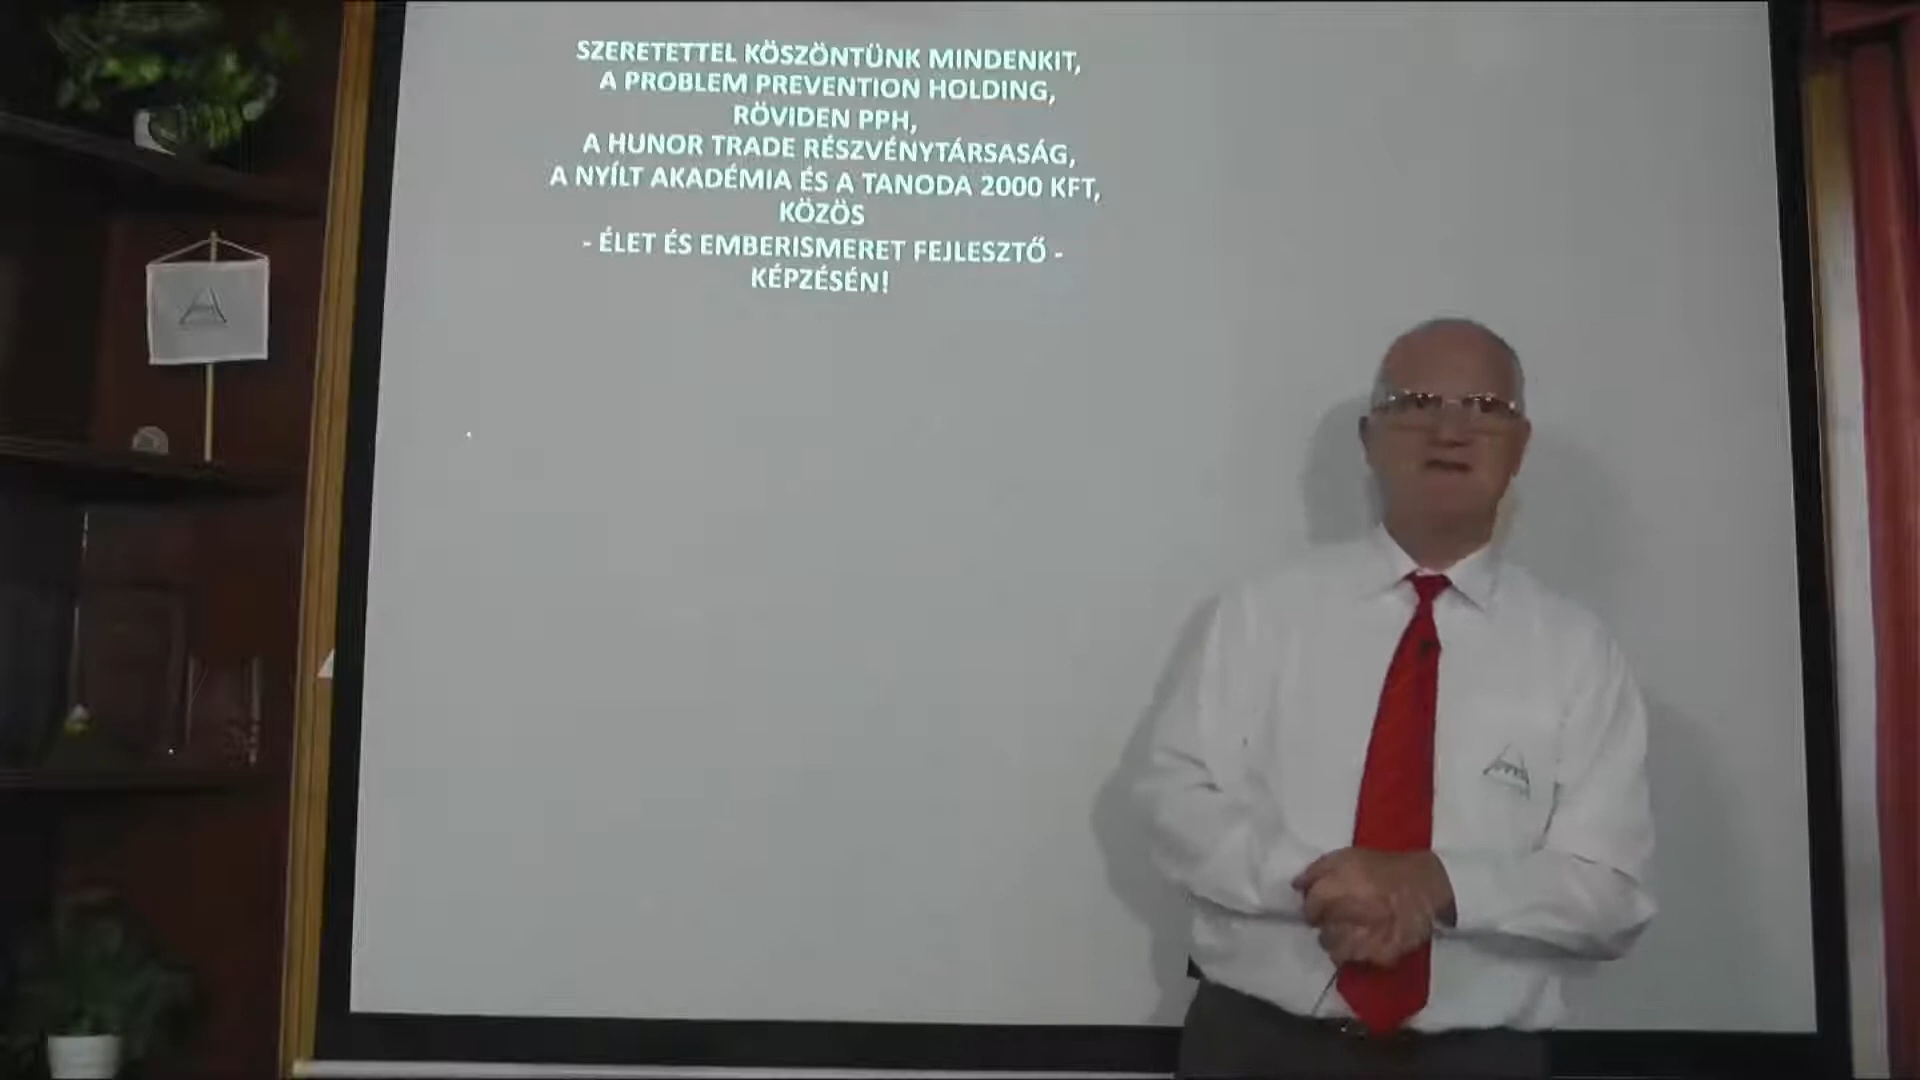 SZERETETTEL KÖSZÖNTÜNK MINDENKIT,
A PROBLEM PREVENTION HOLDING,
RÖVIDEN PPH,
A HUNOR TRADE RÉSZVÉNYTÁRSASÁG,
A NYÍLT AKADÉMIA ÉS A TANODA 2000 KFT,
KÖZÖS
- ÉLET ÉS EMBERISMERET FEJLESZTŐ -
KÉPZÉSÉN!